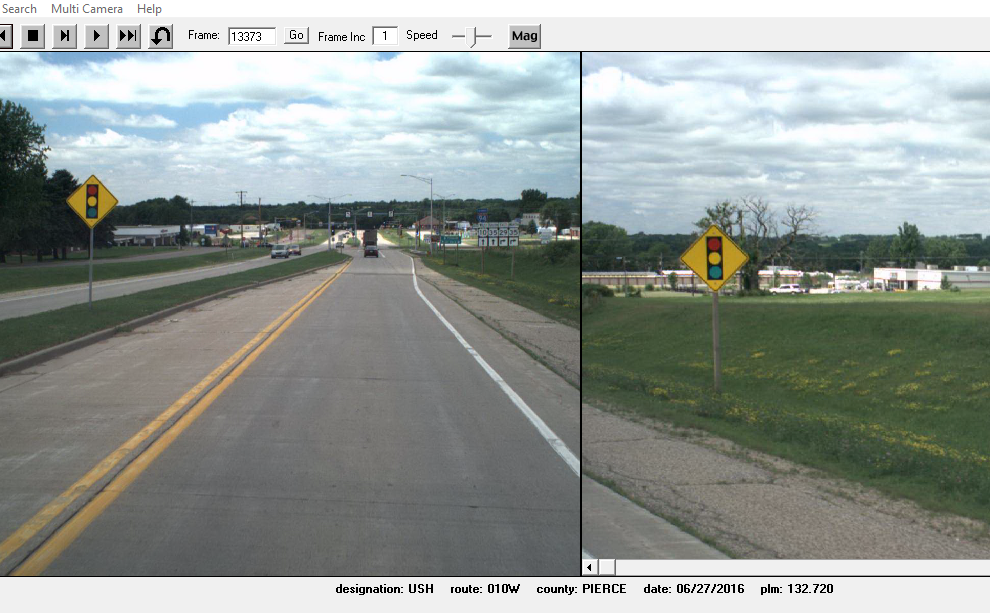 Search Multi Camera Help
Frame: 13373 Go Frame Inc 1 Speed Mag
designation: USH route: 010W county: PIERCE date: 06/27/2016 plm: 132.720